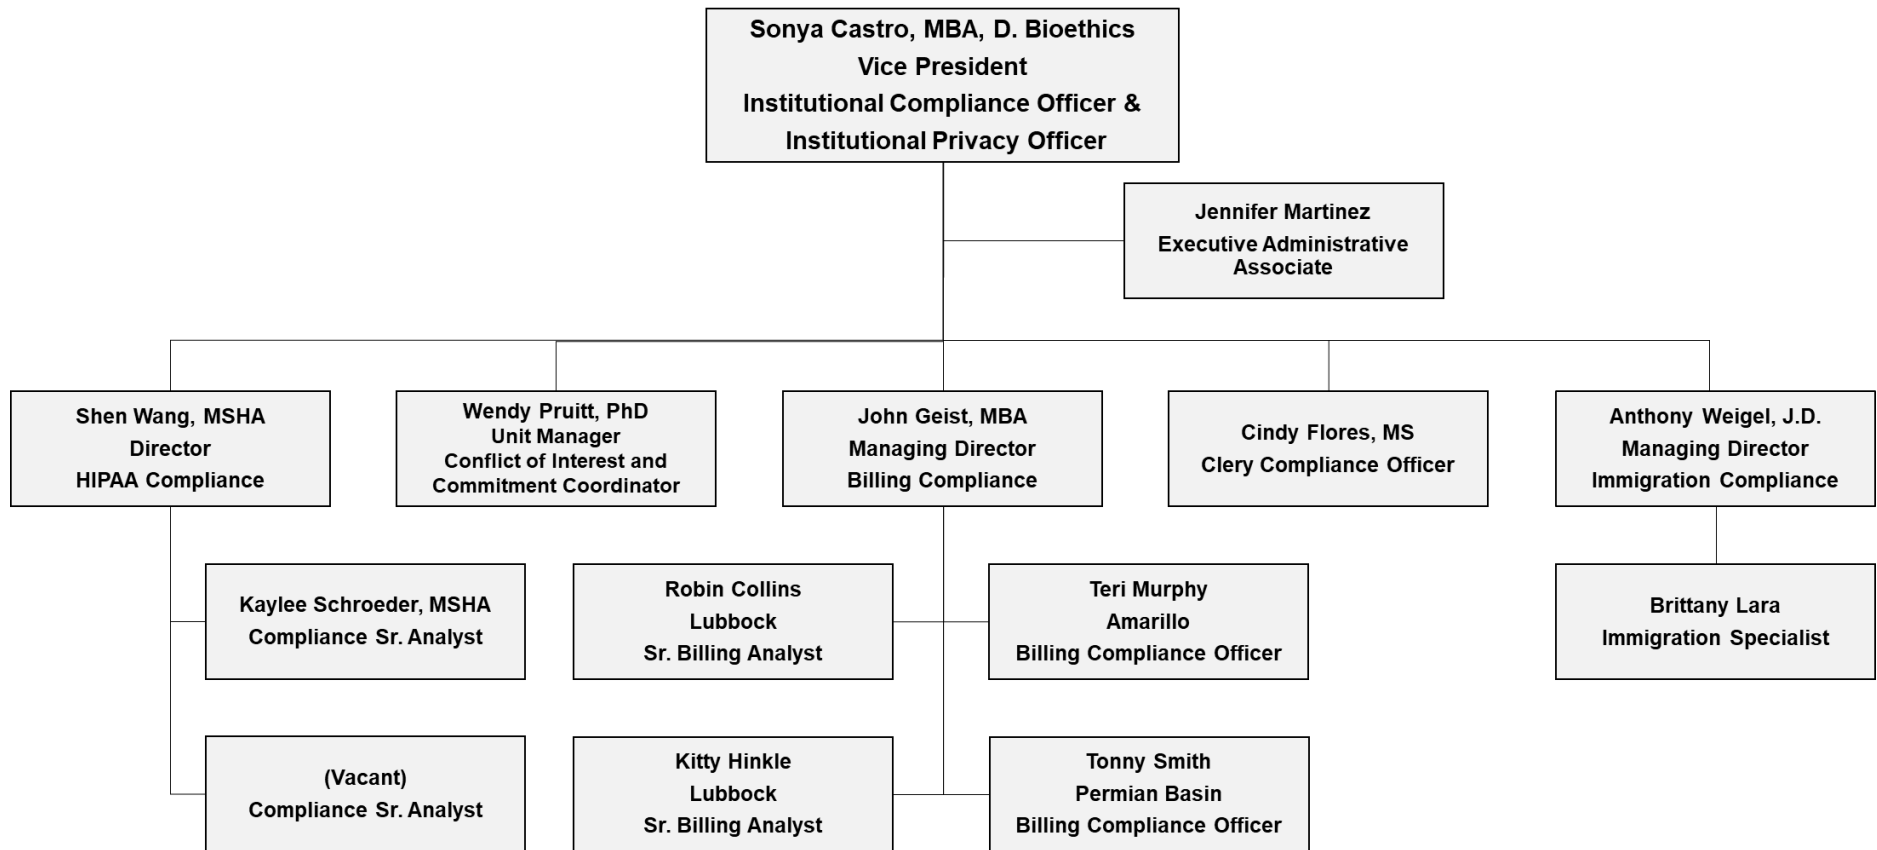 Sonya Castro, MBA, D. Bioethics
Vice President
Institutional Compliance Officer &
Institutional Privacy Officer
Jennifer Martinez
Executive Administrative
Associate
Shen Wang, MSHA
Director
HIPAA Compliance
Wendy Pruitt, PhD
Unit Manager
Conflict of Interest and
Commitment Coordinator
John Geist, MBA
Managing Director
Billing Compliance
Cindy Flores, MS
Clery Compliance Officer
Anthony Weigel, J.D.
Managing Director
Immigration Compliance
Kaylee Schroeder, MSHA
Compliance Sr. Analyst
Robin Collins
Lubbock
Sr. Billing Analyst
Teri Murphy
Amarillo
Billing Compliance Officer
Brittany Lara
Immigration Specialist
(Vacant)
Compliance Sr. Analyst
Kitty Hinkle
Lubbock
Sr. Billing Analyst
Tonny Smith
Permian Basin
Billing Compliance Officer